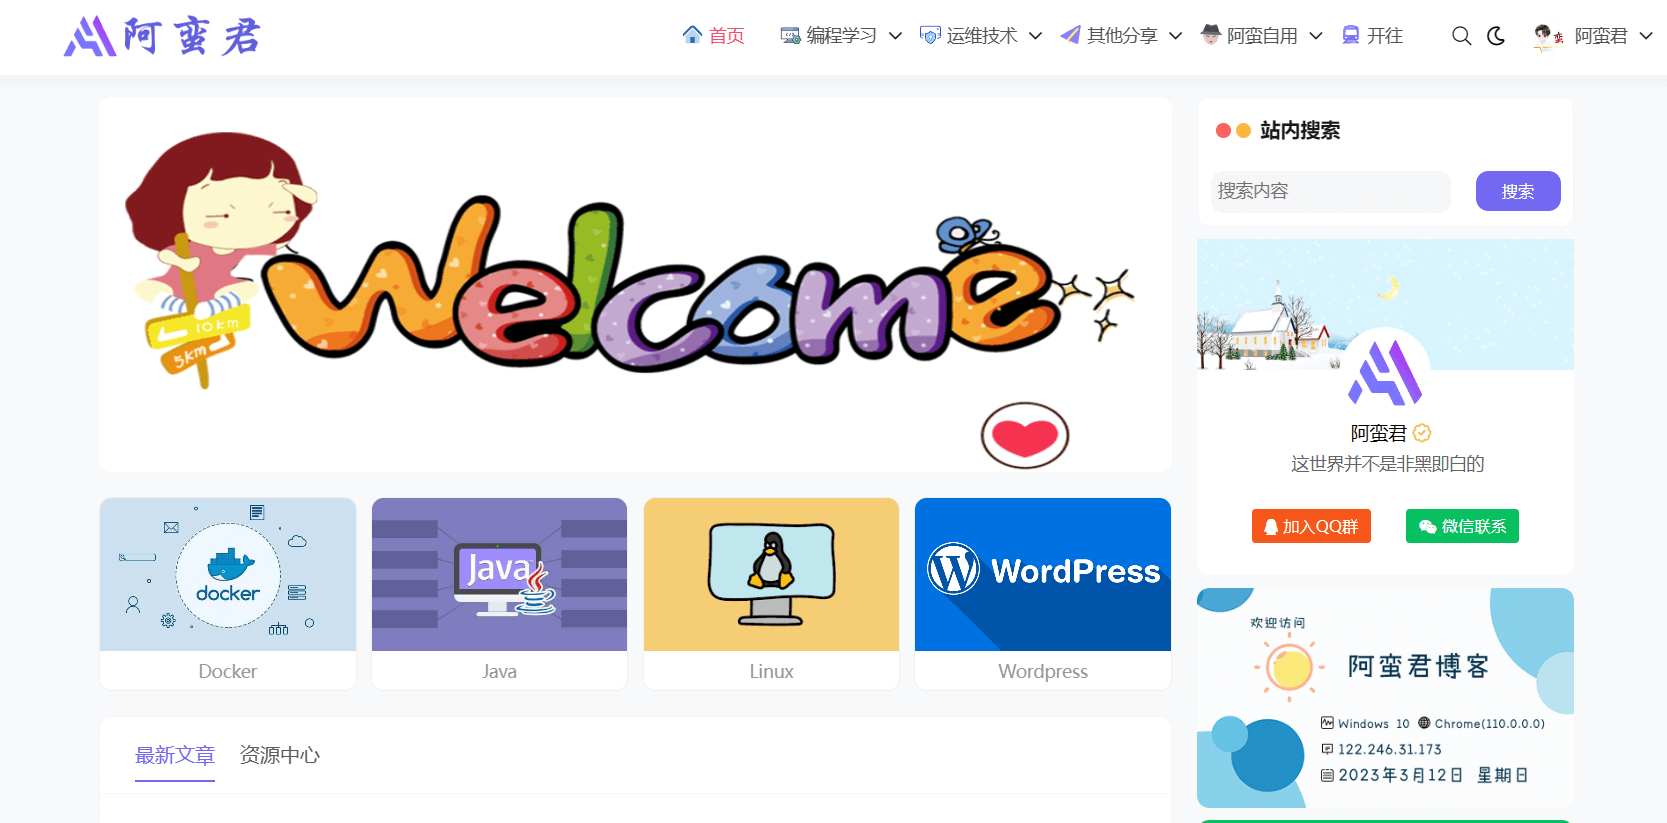 阿蛮君
首页 编程学习 运维技术 其他分享 阿蛮自用 开往 阿蛮君
Welcome
10km
5km
站内搜索
搜索内容 搜索
阿蛮君
这世界并不是非黑即白的
加入QQ群 微信联系
docker
Java
WordPress
Docker Java Linux Wordpress
欢迎访问
阿蛮君博客
Windows 10 Chrome(110.0.0.0)
122.246.31.173
2023年3月12日 星期日
最新文章 资源中心